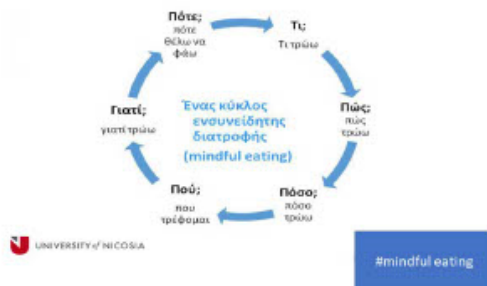 Πότε;
πότε
θέλω να
φάω
Τι;
Τι τρώω
Πώς;
πώς
τρώω
Πόσο;
πόσο
τρώω
Πού;
που
τρέφομαι
Γιατί;
γιατί τρώω
Ένας κύκλος
ενσυνείδητης
διατροφής
(mindful eating)
UNIVERSITY of NICOSIA
#mindful eating